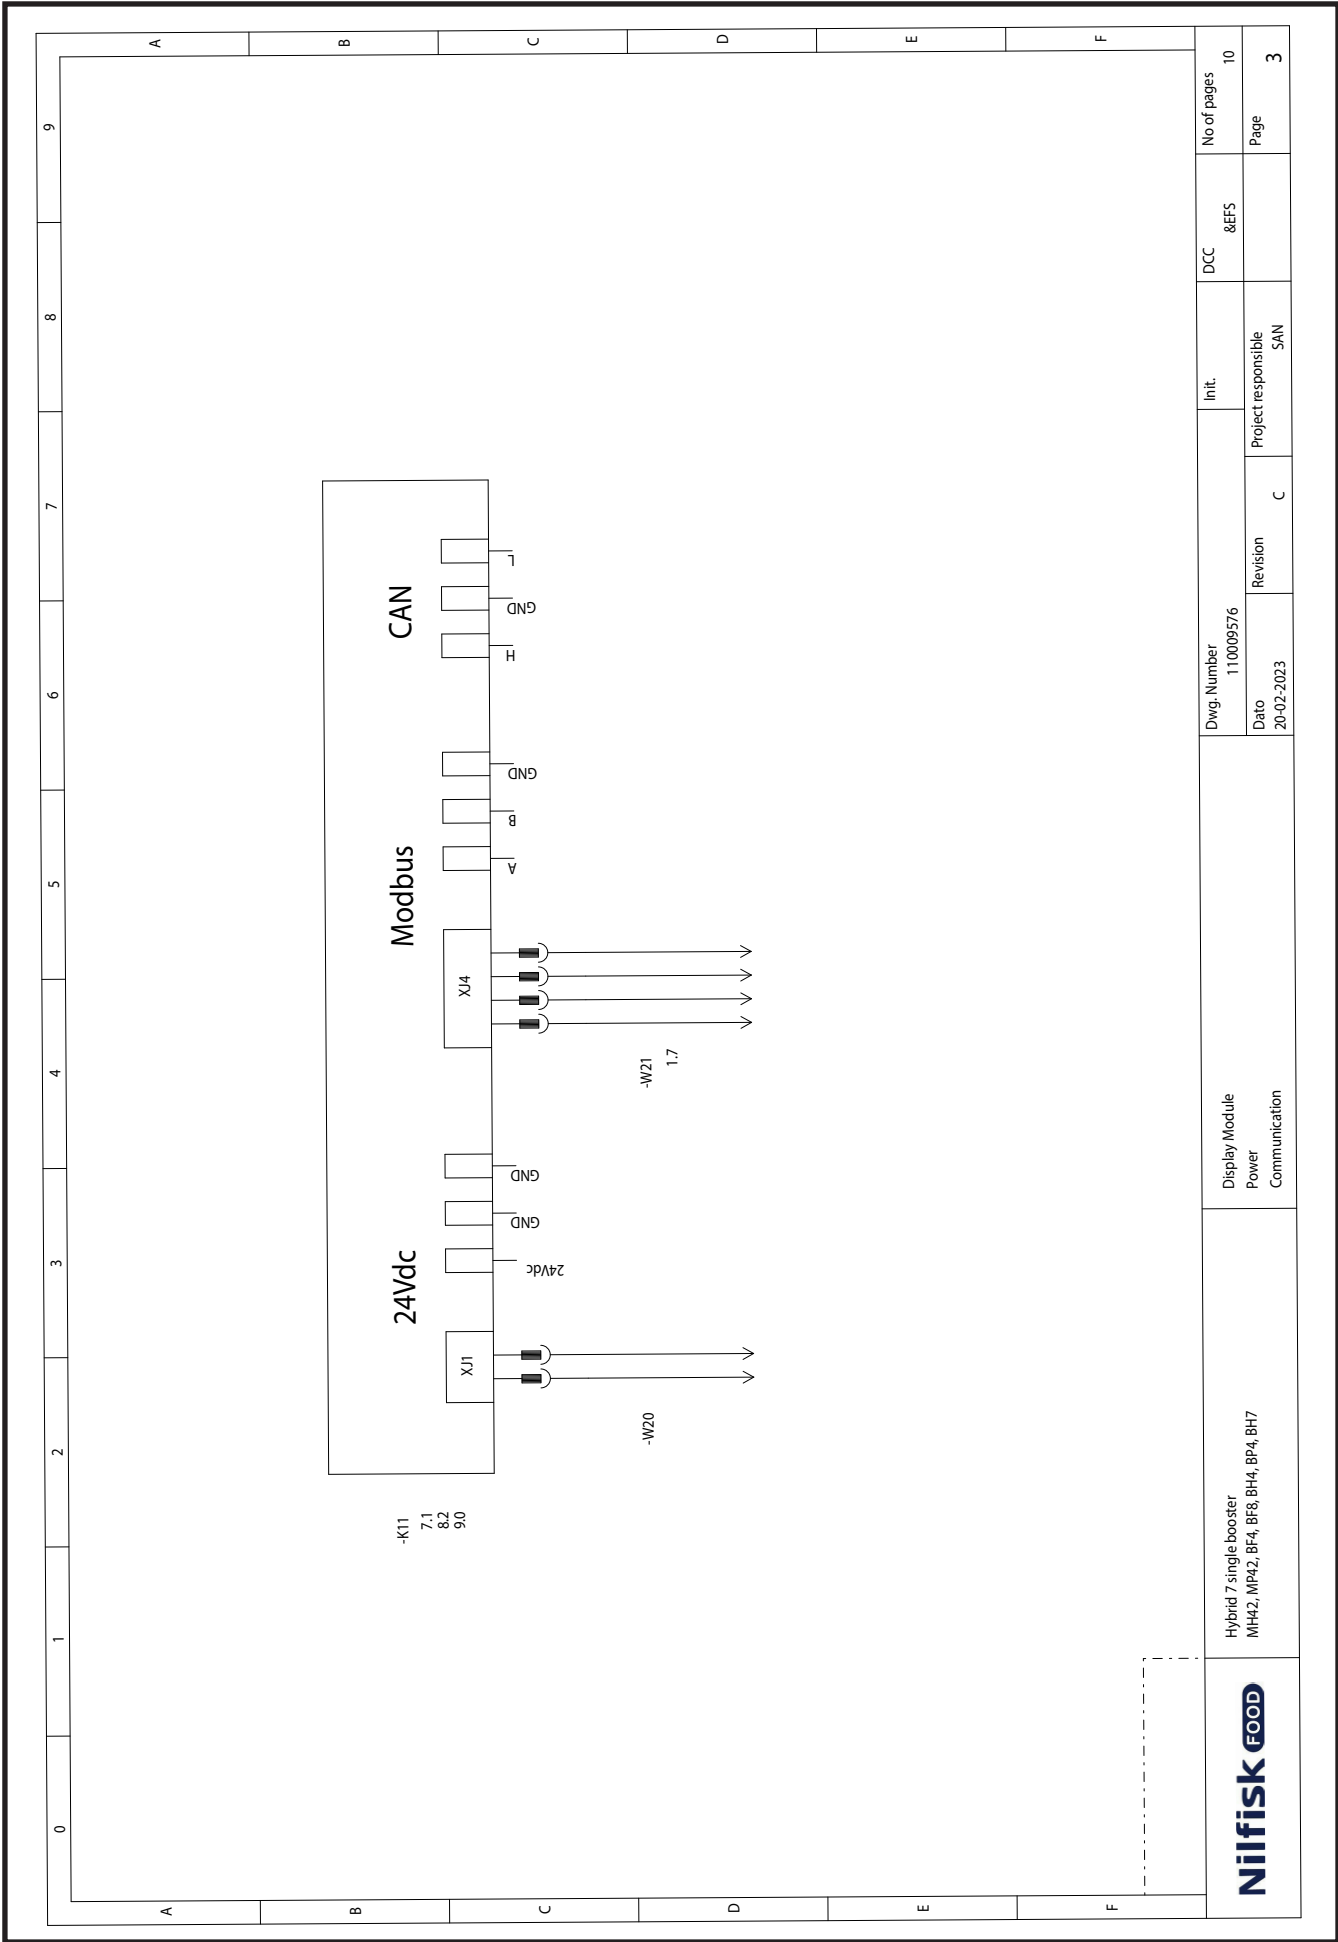 0 1 2 3 4 5 6 7 8 9
A
B
C
D
E
F
-K11
7.1
8.2
9.0
24Vdc
Modbus
CAN
XJ1
24Vdc
GND
GND
XJ4
A
B
GND
H
GND
L
-W20
-W21
1.7
A
B
C
D
E
F
Nilfisk FOOD
Hybrid 7 single booster
MH42, MP42, BF4, BF8, BH4, BP4, BH7
Display Module
Power
Communication
Dwg. Number
110009576
Dato
20-02-2023
Revision
C
Init.
Project responsible
SAN
DCC
&EFS
No of pages
10
Page
3